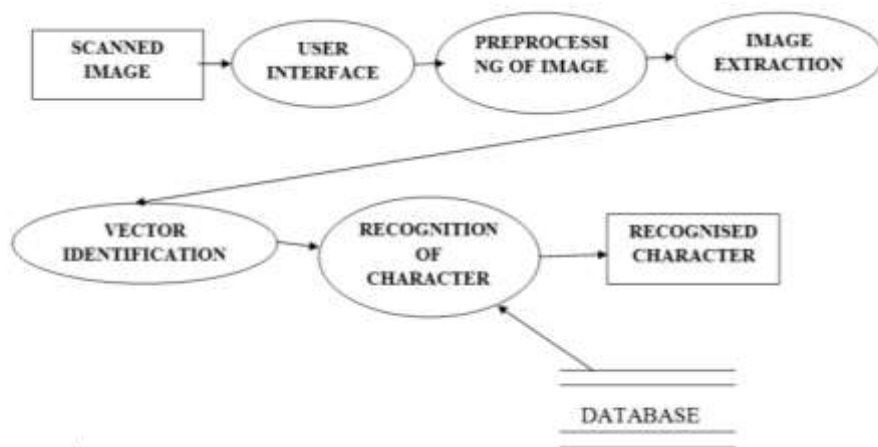 SCANNED
IMAGE
USER
INTERFACE
PREPROCESSI
NG OF IMAGE
IMAGE
EXTRACTION
VECTOR
IDENTIFICATION
RECOGNITION
OF
CHARACTER
RECOGNISED
CHARACTER
DATABASE